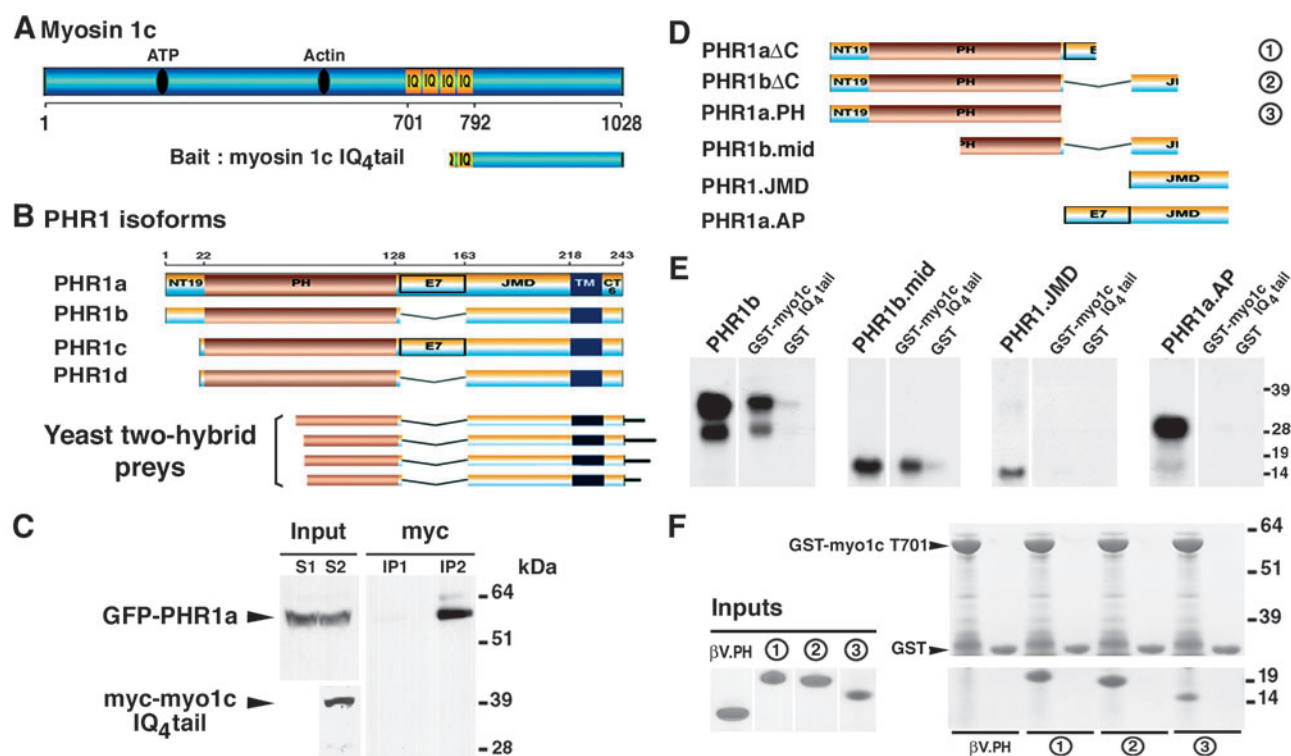 A Myosin 1c
ATP
Actin
IQ IQ IQ IQ
1
701
792
1028
Bait : myosin 1c IQ4tail
IQ
B PHR1 isoforms
1 22 128 163 218 243
PHR1a NT19 PH E7 JMD TM CT 6
PHR1b
PHR1c E7
PHR1d
Yeast two-hybrid
preys
C
Input myc
S1 S2 IP1 IP2 kDa
GFP-PHR1a
64
51
myc-myo1c
IQ4tail
39
28
D
PHR1aΔC NT19 PH E 1
PHR1bΔC NT19 PH JI 2
PHR1a.PH NT19 PH 3
PHR1b.mid PH JI
PHR1.JMD JMD
PHR1a.AP E7 JMD
E
PHR1b
GST-myo1c
IQ4tail
GST
PHR1b.mid
GST-myo1c
IQ4tail
GST
PHR1.JMD
GST-myo1c
IQ4tail
GST
PHR1a.AP
GST-myo1c
IQ4tail
GST
39
28
19
14
F
GST-myo1c T701
64
51
39
Inputs
βV.PH 1 2 3
GST
19
14
βV.PH 1 2 3